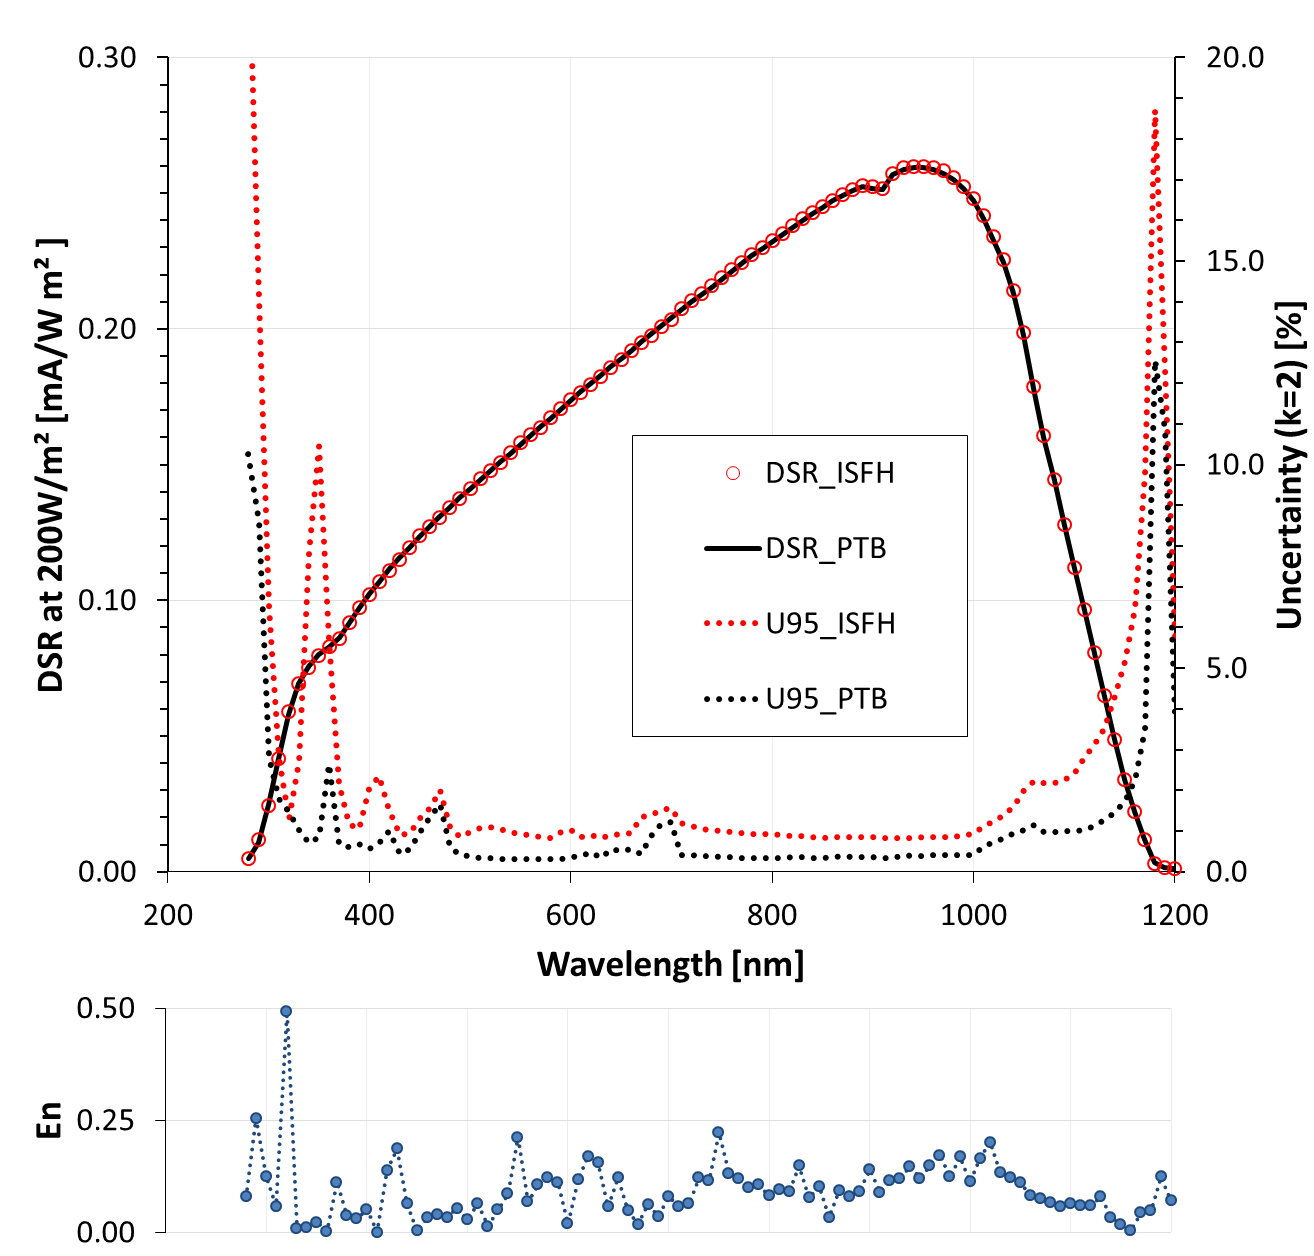 0.30
0.20
0.10
0.00
DSR at 200W/m² [mA/W m² ]
20.0
15.0
10.0
5.0
0.0
Uncertainty (k=2) [%]
DSR_ISFH
DSR_PTB
U95_ISFH
U95_PTB
200 400 600 800 1000 1200
Wavelength [nm]
0.50
0.25
0.00
En